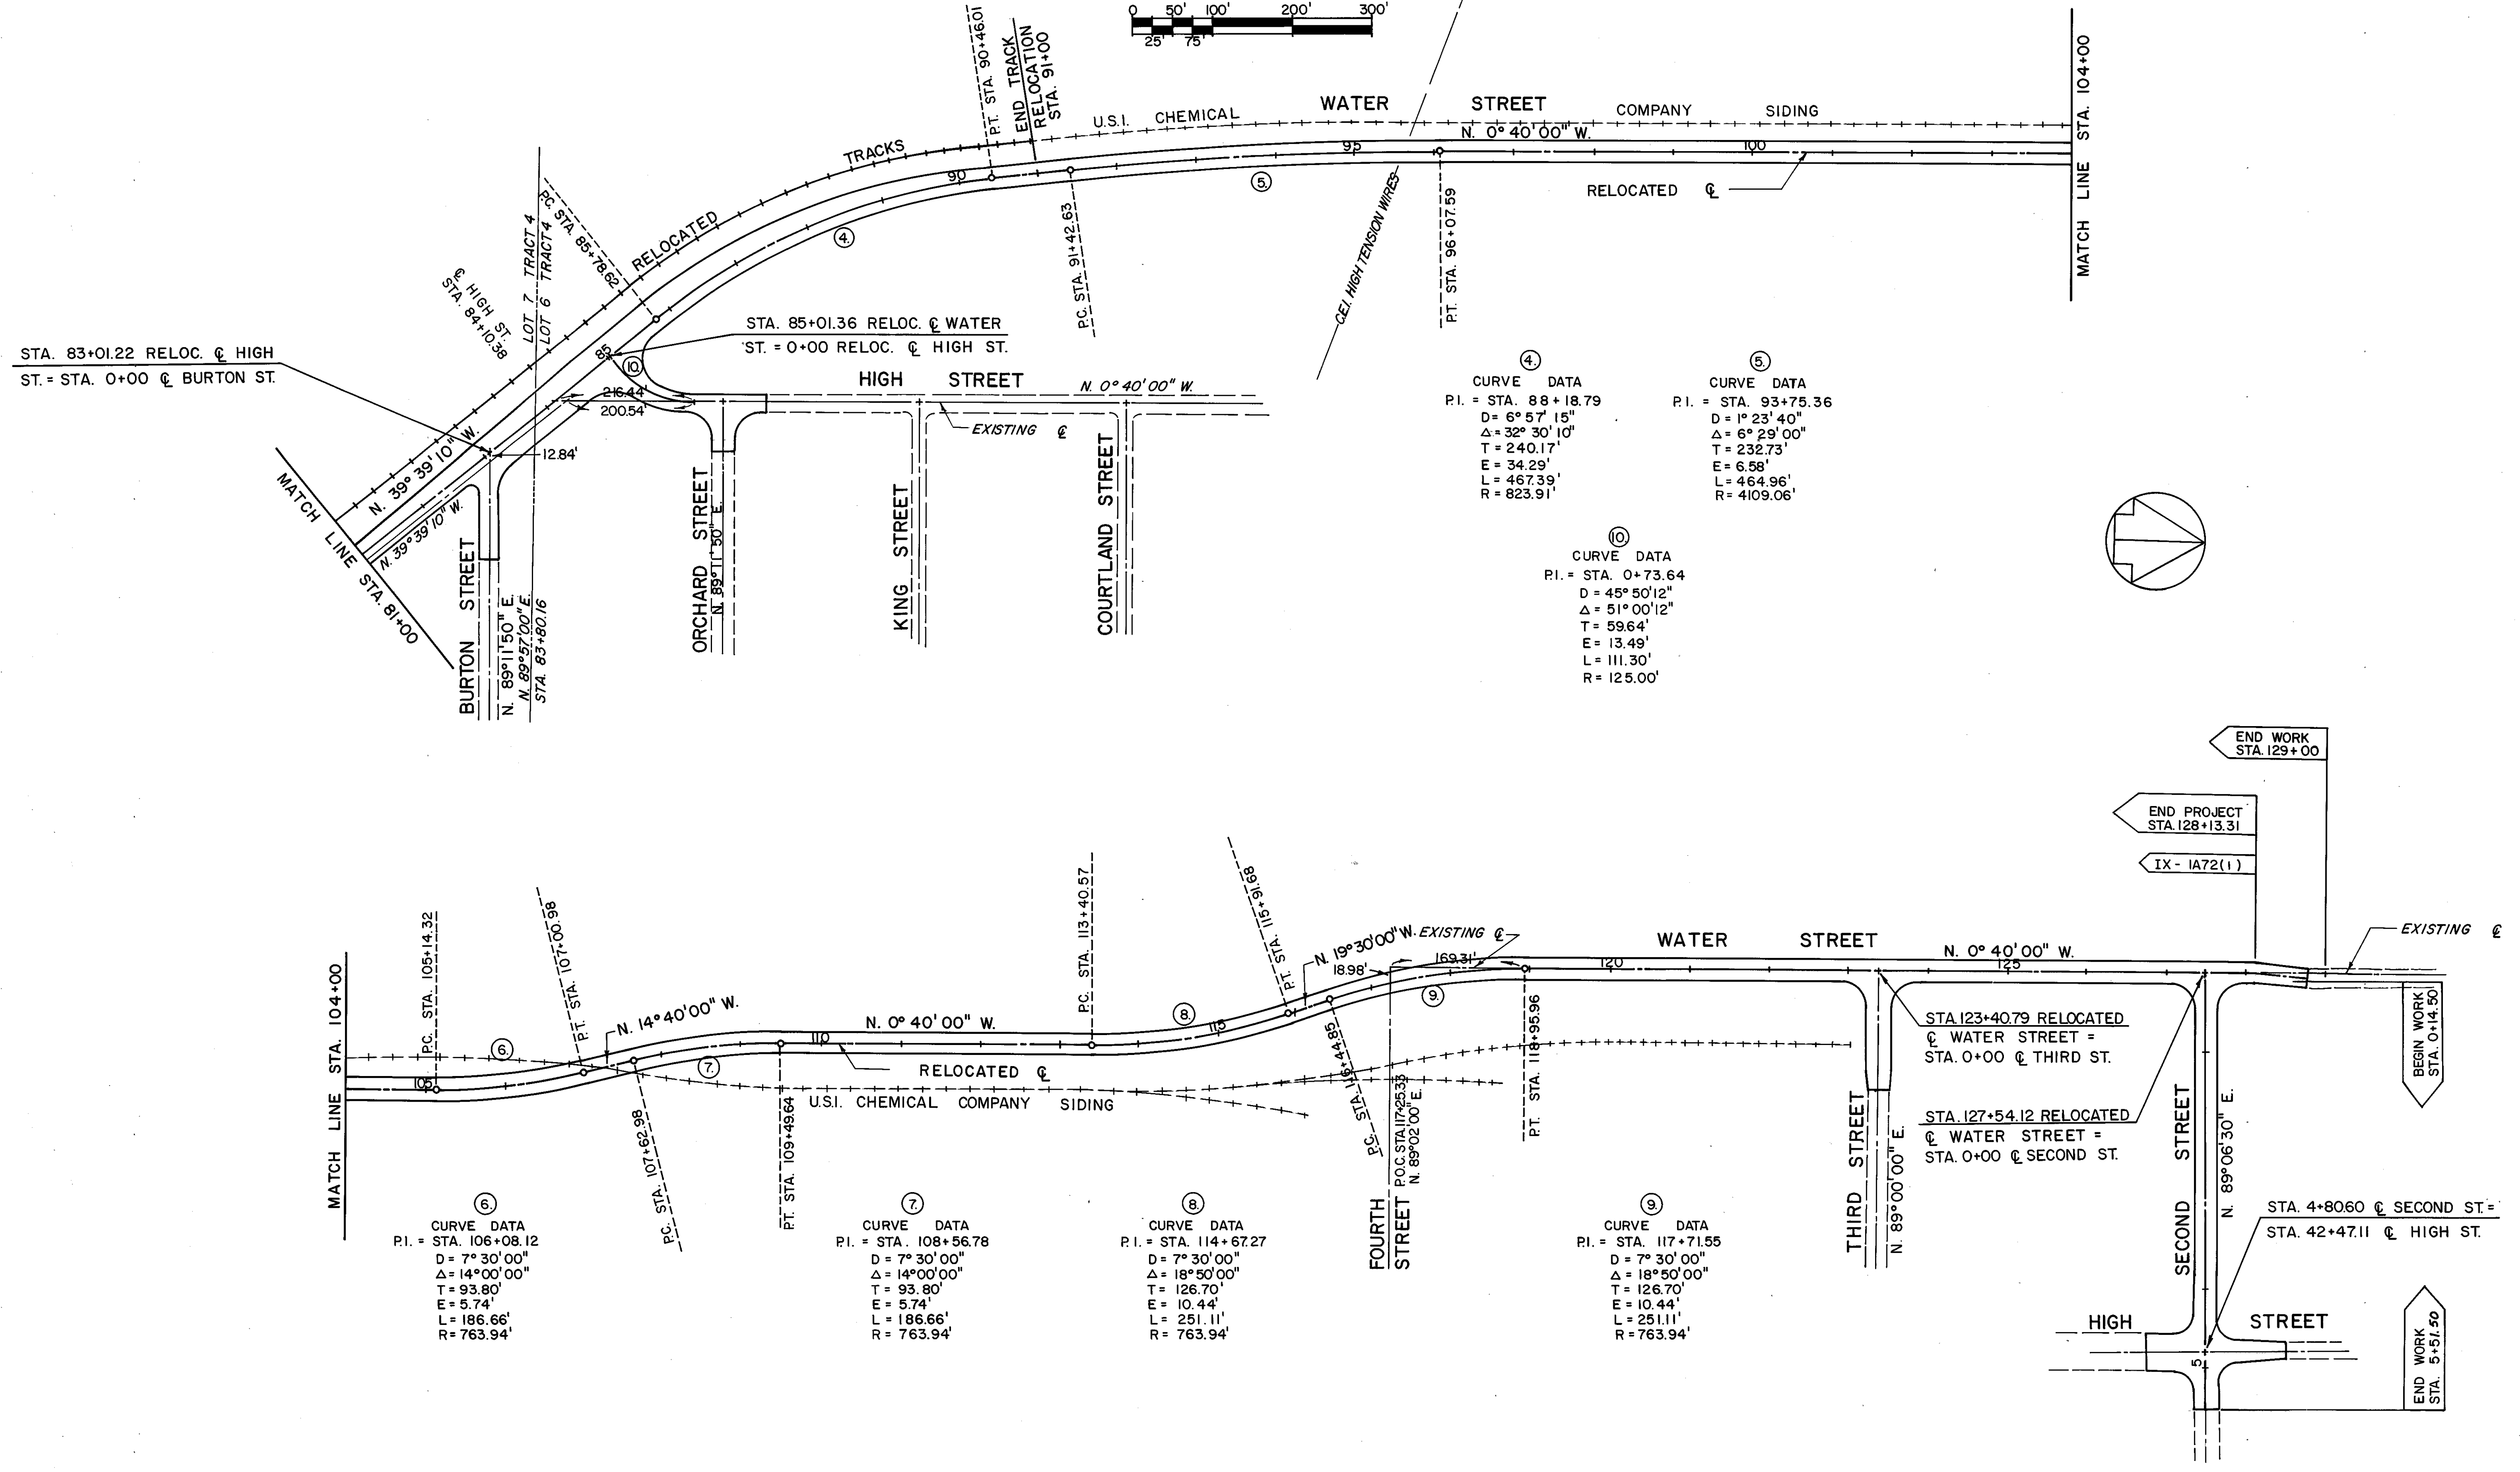 0 50' 100' 200' 300'
25' 75'
P.T. STA. 90+46.01
END TRACK
RELOCATION
STA. 91+00
U.S.I. CHEMICAL
WATER STREET
COMPANY SIDING
N. 0° 40' 00" W.
TRACKS
RELOCATED
90
95
100
RELOCATED ℄
MATCH LINE STA. 104+00
4.
5.
P.C. STA. 91+42.63
C.E.I. HIGH TENSION WIRES
P.T. STA. 96+07.59
LOT 7 TRACT 4
LOT 6 TRACT 4
P.C. STA. 85+78.62
℄ HIGH ST.
STA. 84+10.38
STA. 83+01.22 RELOC. ℄ HIGH
ST. = STA. 0+00 ℄ BURTON ST.
STA. 85+01.36 RELOC. ℄ WATER
ST. = 0+00 RELOC. ℄ HIGH ST.
85
10.
216.44'
200.54'
12.84'
HIGH STREET
N. 0° 40' 00" W.
EXISTING ℄
N. 39° 39' 10" W.
N. 39° 39' 10" W.
MATCH LINE STA. 81+00
BURTON STREET
N. 89° 11' 50" E.
N. 89° 57' 00" E.
STA. 83+80.16
ORCHARD STREET
N. 89° 11' 50" E.
KING STREET
COURTLAND STREET
4.
CURVE DATA
P.I. = STA. 88+18.79
D= 6° 57' 15"
Δ= 32° 30' 10"
T = 240.17'
E = 34.29'
L = 467.39'
R = 823.91'
5.
CURVE DATA
P.I. = STA. 93+75.36
D = 1° 23' 40"
Δ = 6° 29' 00"
T = 232.73'
E = 6.58'
L = 464.96'
R = 4109.06'
10.
CURVE DATA
P.I. = STA. 0+73.64
D = 45° 50' 12"
Δ = 51° 00' 12"
T = 59.64'
E = 13.49'
L = 111.30'
R = 125.00'
END WORK
STA. 129+00
END PROJECT
STA. 128+13.31
IX - 1A72(1)
MATCH LINE STA. 104+00
P.C. STA. 105+14.32
105
6.
P.T. STA. 107+00.98
N. 14° 40' 00" W.
7.
P.C. STA. 107+62.98
P.T. STA. 109+49.64
110
N. 0° 40' 00" W.
RELOCATED ℄
U.S.I. CHEMICAL COMPANY SIDING
P.C. STA. 113+40.57
8.
115
P.T. STA. 115+91.68
N. 19° 30' 00" W.
EXISTING ℄
18.98'
169.31'
9.
P.C. STA. 116+44.85
P.O.C. STA. 117+25.33
N. 89° 02' 00" E.
FOURTH STREET
P.T. STA. 118+95.96
120
WATER STREET
N. 0° 40' 00" W.
125
EXISTING ℄
STA. 123+40.79 RELOCATED
℄ WATER STREET =
STA. 0+00 ℄ THIRD ST.
STA. 127+54.12 RELOCATED
℄ WATER STREET =
STA. 0+00 ℄ SECOND ST.
THIRD STREET
N. 89° 00' 00" E.
SECOND STREET
N. 89° 06' 30" E.
BEGIN WORK
STA. 0+14.50
STA. 4+80.60 ℄ SECOND ST. =
STA. 42+47.11 ℄ HIGH ST.
HIGH STREET
5
END WORK
STA. 5+51.50
6.
CURVE DATA
P.I. = STA. 106+08.12
D = 7° 30' 00"
Δ = 14° 00' 00"
T = 93.80'
E = 5.74'
L = 186.66'
R = 763.94'
7.
CURVE DATA
P.I. = STA. 108+56.78
D = 7° 30' 00"
Δ = 14° 00' 00"
T = 93.80'
E = 5.74'
L = 186.66'
R = 763.94'
8.
CURVE DATA
P.I. = STA. 114+67.27
D = 7° 30' 00"
Δ = 18° 50' 00"
T = 126.70'
E = 10.44'
L = 251.11'
R = 763.94'
9.
CURVE DATA
P.I. = STA. 117+71.55
D = 7° 30' 00"
Δ = 18° 50' 00"
T = 126.70'
E = 10.44'
L = 251.11'
R = 763.94'